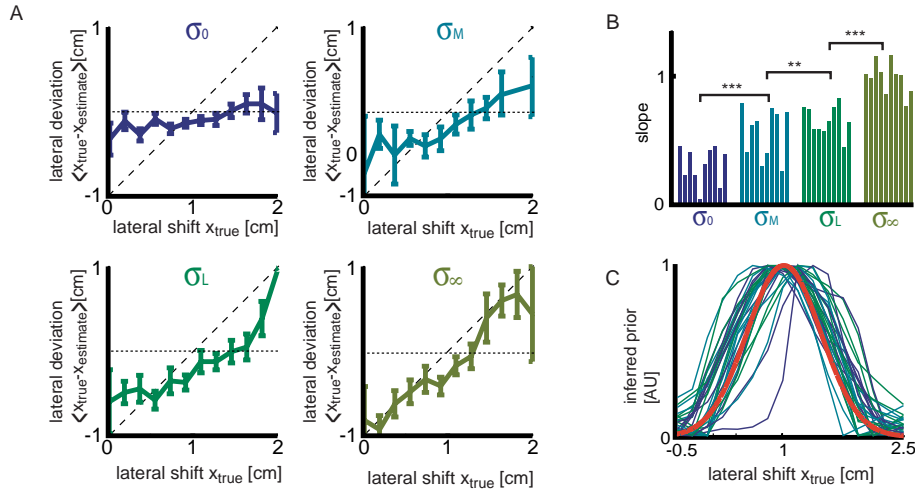 A
σ0
1
lateral deviation
<xtrue-xestimate>[cm]
-1
0
1
2
lateral shift xtrue [cm]
σM
1
lateral deviation
<xtrue-xestimate>[cm]
0
-1
0
1
2
lateral shift xtrue [cm]
σL
1
lateral deviation
<xtrue-xestimate>[cm]
-1
0
1
2
lateral shift xtrue [cm]
σ∞
1
lateral deviation
<xtrue-xestimate>[cm]
-1
0
1
2
lateral shift xtrue [cm]
B
slope
1
0
***
**
***
σ0
σM
σL
σ∞
C
inferred prior
[AU]
1
0
-0.5
1
2.5
lateral shift xtrue [cm]